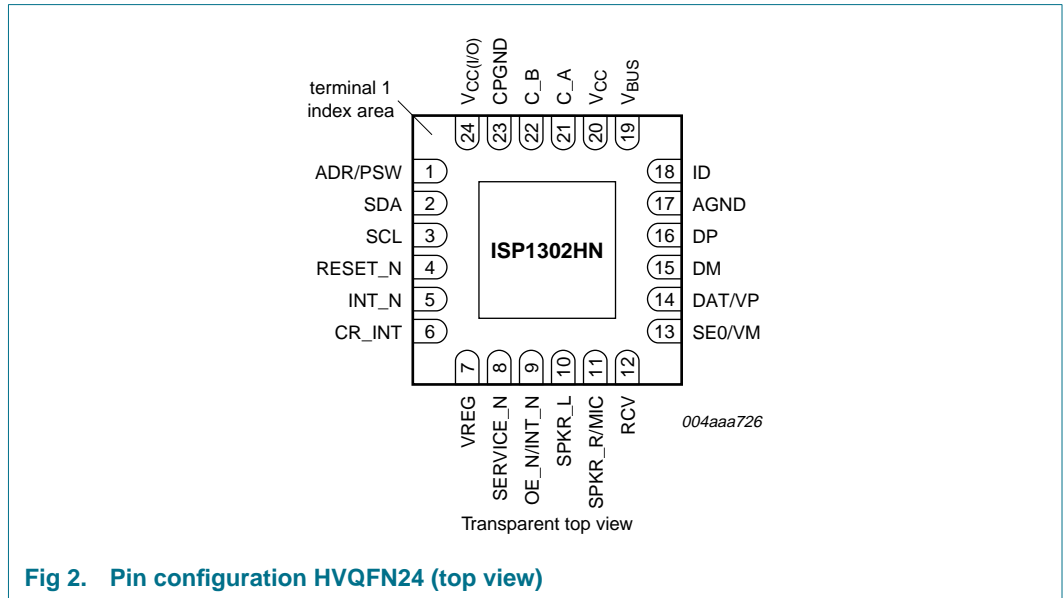 VCC(I/O)
CPGND
C_B
C_A
VCC
VBUS
terminal 1
index area
24 23 22 21 20 19
ADR/PSW 1
SDA 2
SCL 3
RESET_N 4
INT_N 5
CR_INT 6
18 ID
17 AGND
16 DP
15 DM
14 DAT/VP
13 SE0/VM
ISP1302HN
7 8 9 10 11 12
VREG
SERVICE_N
OE_N/INT_N
SPKR_L
SPKR_R/MIC
RCV
004aaa726
Transparent top view
Fig 2. Pin configuration HVQFN24 (top view)